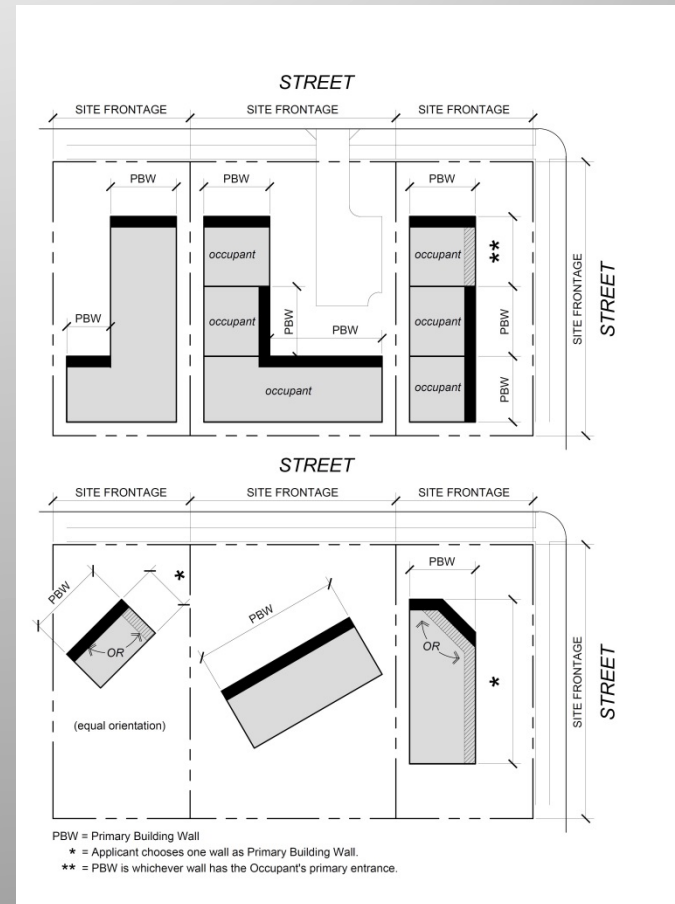 STREET
SITE FRONTAGE SITE FRONTAGE SITE FRONTAGE
PBW PBW PBW
occupant occupant **
SITE FRONTAGE
STREET
PBW
occupant PBW PBW occupant PBW
occupant occupant PBW
STREET
SITE FRONTAGE SITE FRONTAGE SITE FRONTAGE
PBW * PBW PBW
OR OR
*
SITE FRONTAGE
STREET
(equal orientation)
PBW = Primary Building Wall
* = Applicant chooses one wall as Primary Building Wall.
** = PBW is whichever wall has the Occupant's primary entrance.